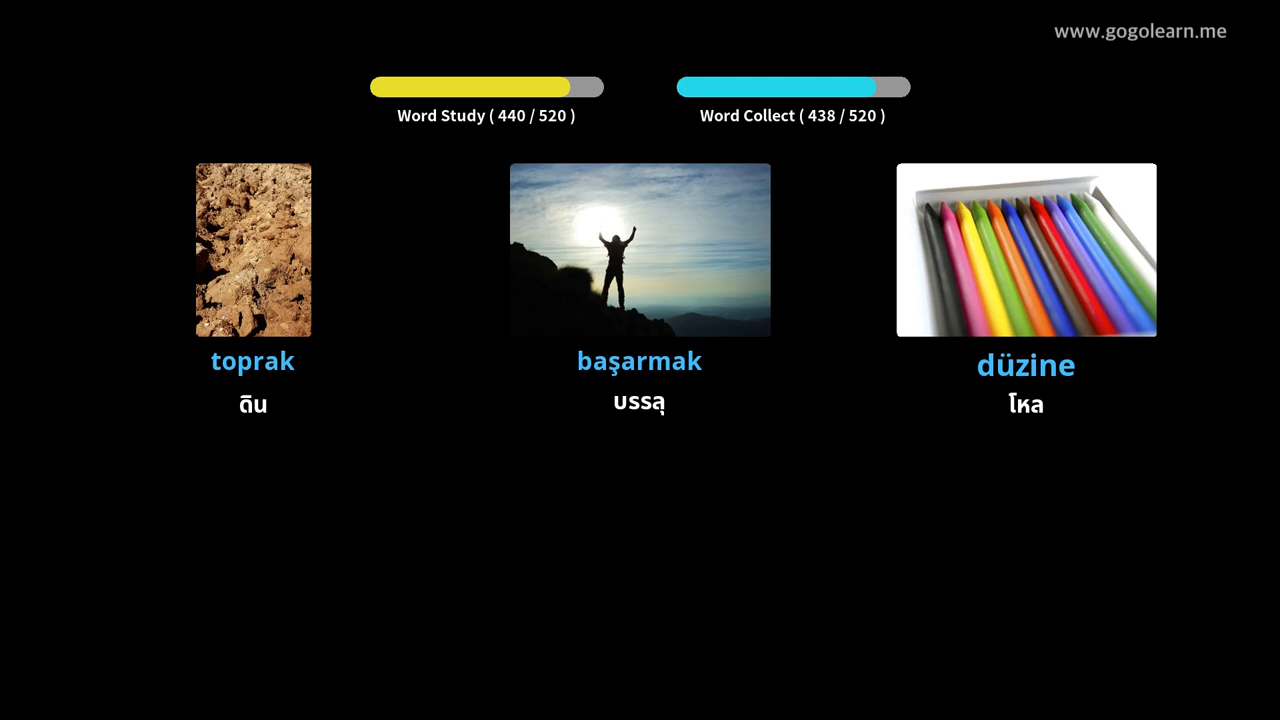 www.gogolearn.me
Word Study ( 440 / 520 )
Word Collect ( 438 / 520 )
toprak
ดิน
başarmak
บรรลุ
düzine
โหล